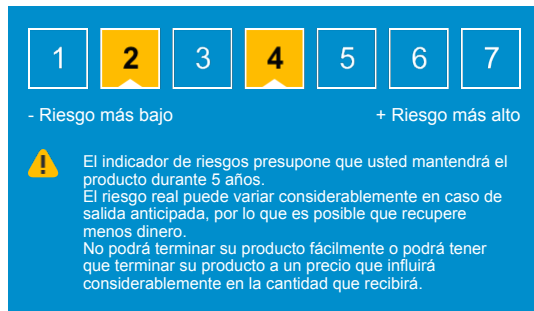 1 2 3 4 5 6 7
- Riesgo más bajo + Riesgo más alto
El indicador de riesgos presupone que usted mantendrá el
producto durante 5 años.
El riesgo real puede variar considerablemente en caso de
salida anticipada, por lo que es posible que recupere
menos dinero.
No podrá terminar su producto fácilmente o podrá tener
que terminar su producto a un precio que influirá
considerablemente en la cantidad que recibirá.